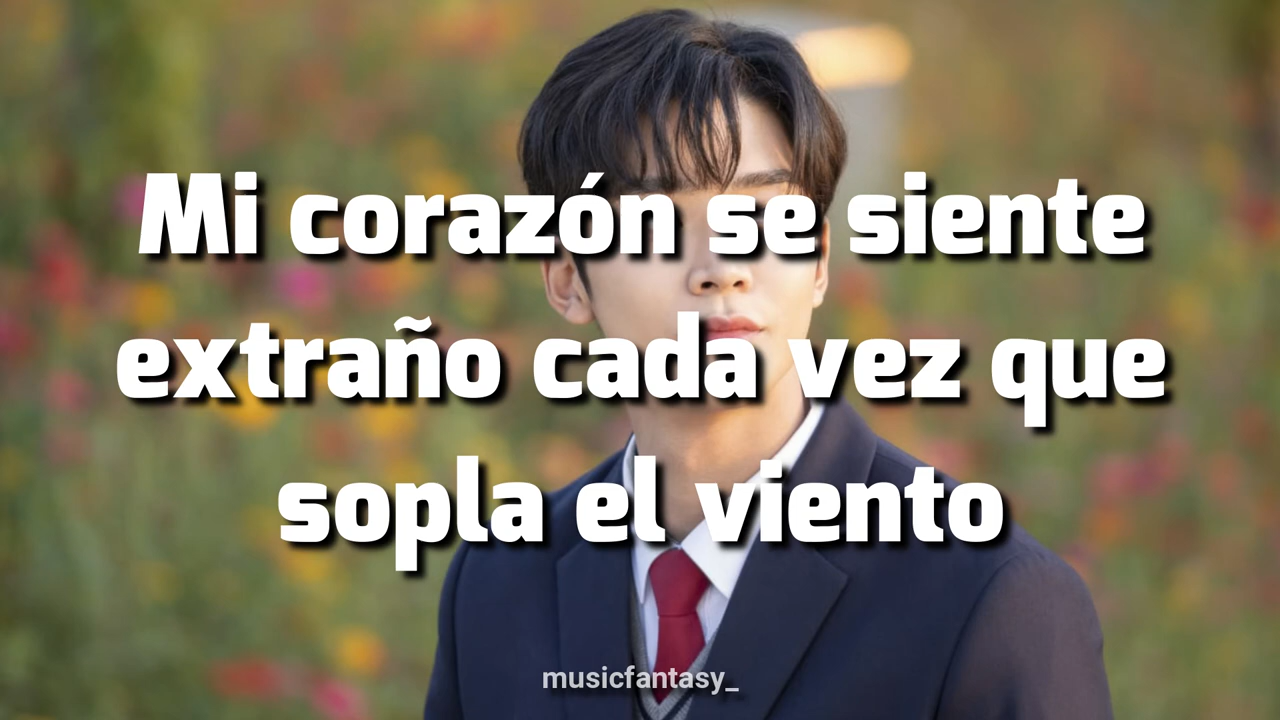 Mi corazón se siente
extraño cada vez que
sopla el viento
musicfantasy_